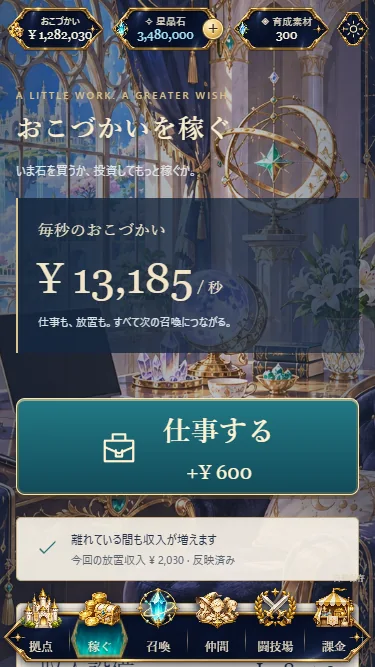 おこづかい
¥1,282,030
✧ 星晶石
3,480,000
+
◈ 育成素材
300
A LITTLE WORK, A GREATER WISH
おこづかいを稼ぐ
いま石を買うか、投資してもっと稼ぐか。
毎秒のおこづかい
¥13,185 / 秒
仕事も、放置も。すべて次の召喚につながる。
仕事する
+¥600
離れている間も収入が増えます
今回の放置収入 ¥2,030・反映済み
拠点
稼ぐ
召喚
仲間
闘技場
課金